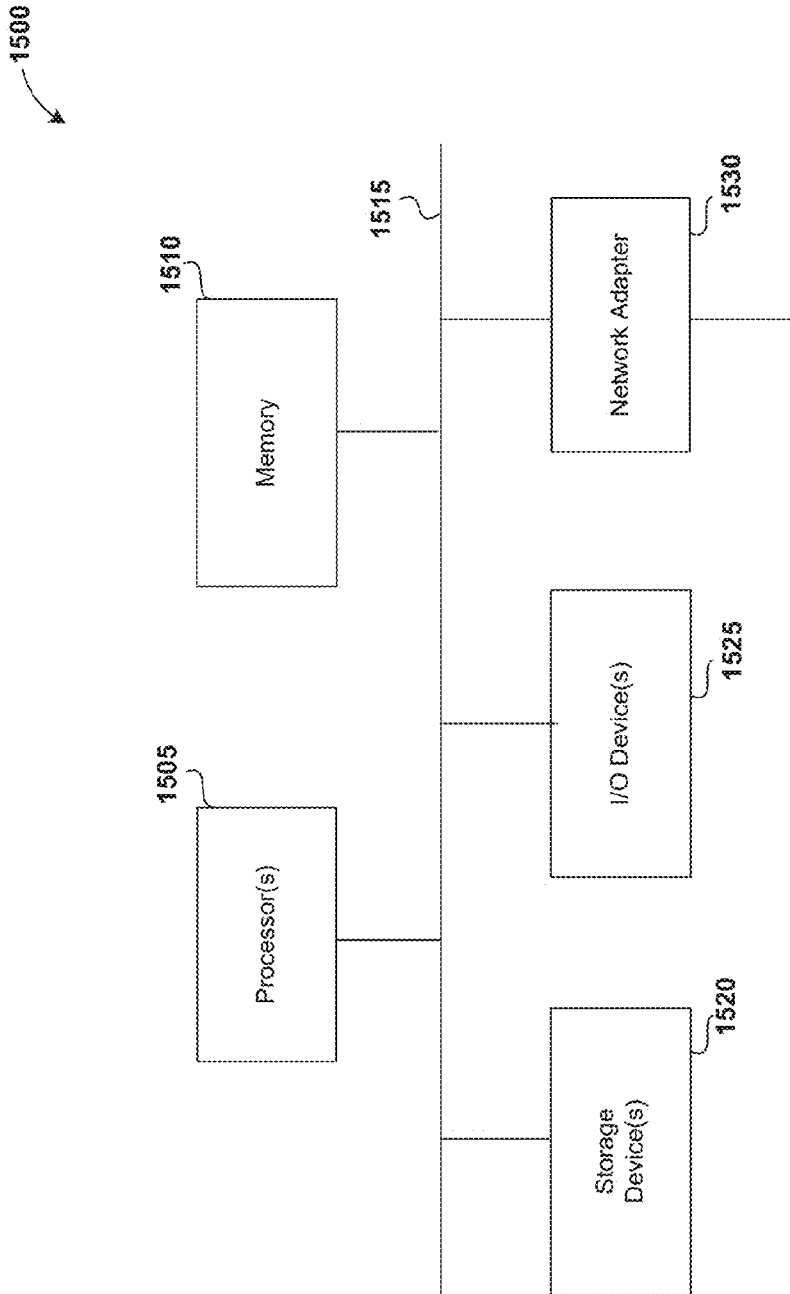 1500
1505
Processor(s)
1510
Memory
1515
Storage
Device(s)
1520
I/O Device(s)
1525
Network Adapter
1530